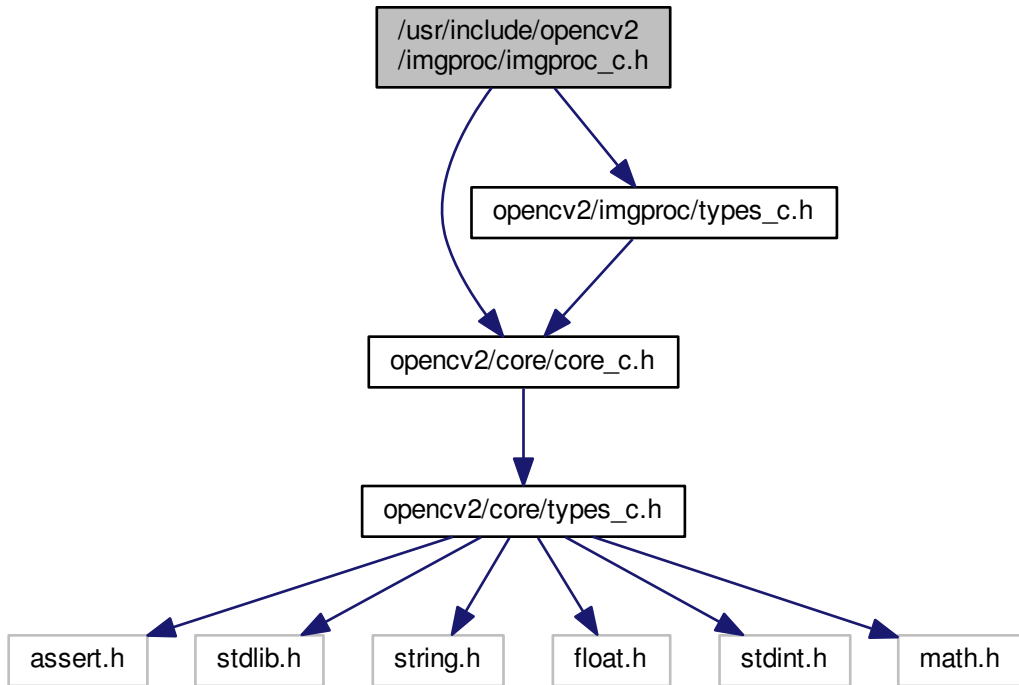 /usr/include/opencv2
/imgproc/imgproc_c.h
opencv2/imgproc/types_c.h
opencv2/core/core_c.h
opencv2/core/types_c.h
assert.h
stdlib.h
string.h
float.h
stdint.h
math.h